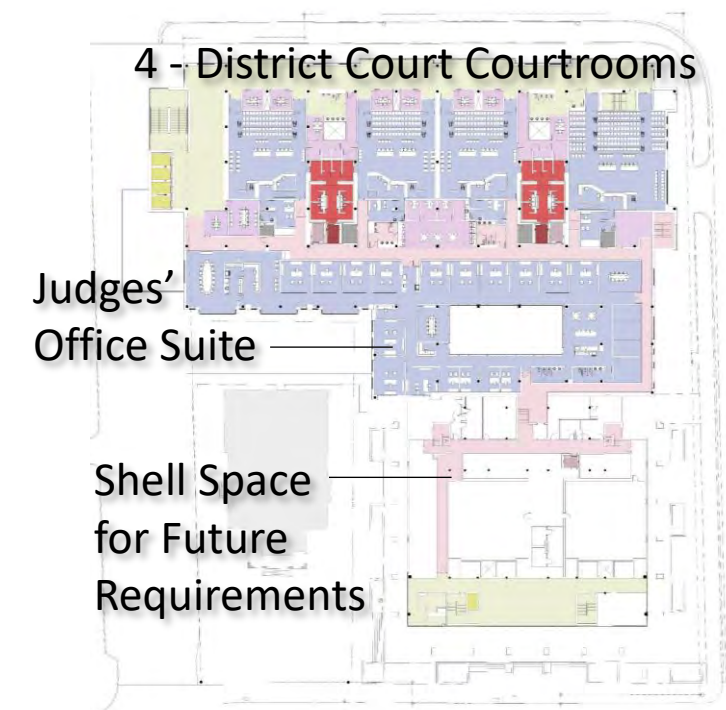 4 - District Court Courtrooms
Judges’
Office Suite
Shell Space
for Future
Requirements